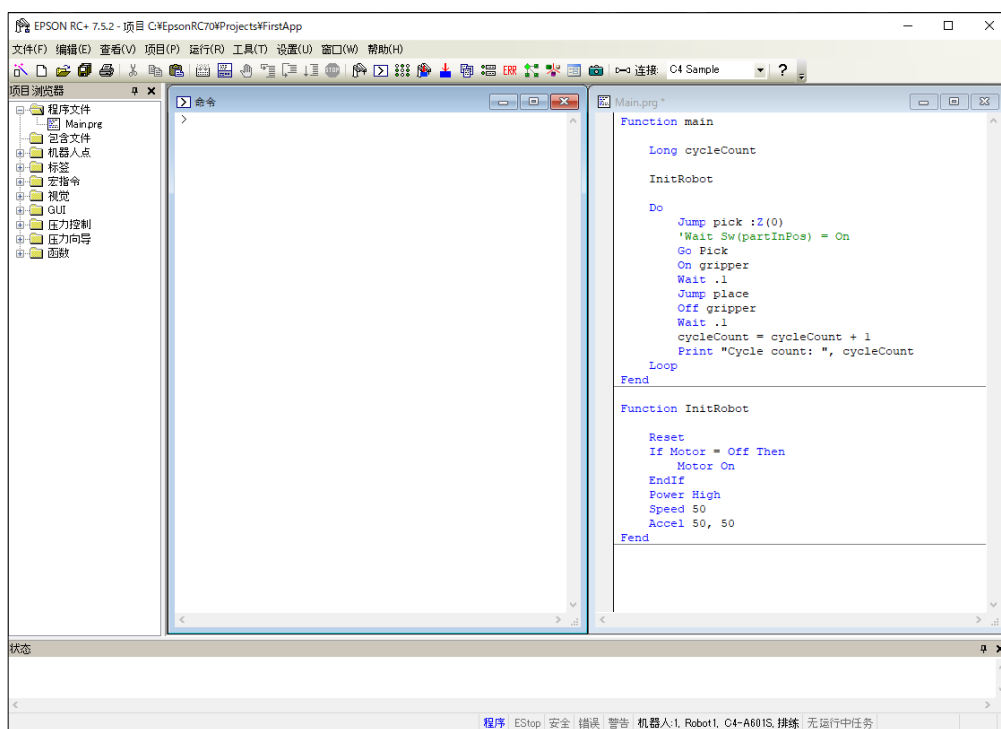 EPSON RC+ 7.5.2 - 项目 C:¥EpsonRC70¥Projects¥FirstApp
文件(F) 编辑(E) 查看(V) 项目(P) 运行(R) 工具(T) 设置(U) 窗口(W) 帮助(H)
STOP ERR 连接: C4 Sample ?
项目浏览器
程序文件
Main.prg
包含文件
机器人点
标签
宏指令
视觉
GUI
压力控制
压力向导
函数
命令
>
Main.prg *
Function main
Long cycleCount
InitRobot
Do
Jump pick :Z(0)
'Wait Sw(partInPos) = On
Go Pick
On gripper
Wait .1
Jump place
Off gripper
Wait .1
cycleCount = cycleCount + 1
Print "Cycle count: ", cycleCount
Loop
Fend
Function InitRobot
Reset
If Motor = Off Then
Motor On
EndIf
Power High
Speed 50
Accel 50, 50
Fend
状态
程序 EStop 安全 错误 警告 机器人:1, Robot1, C4-A601S, 排练 无运行中任务